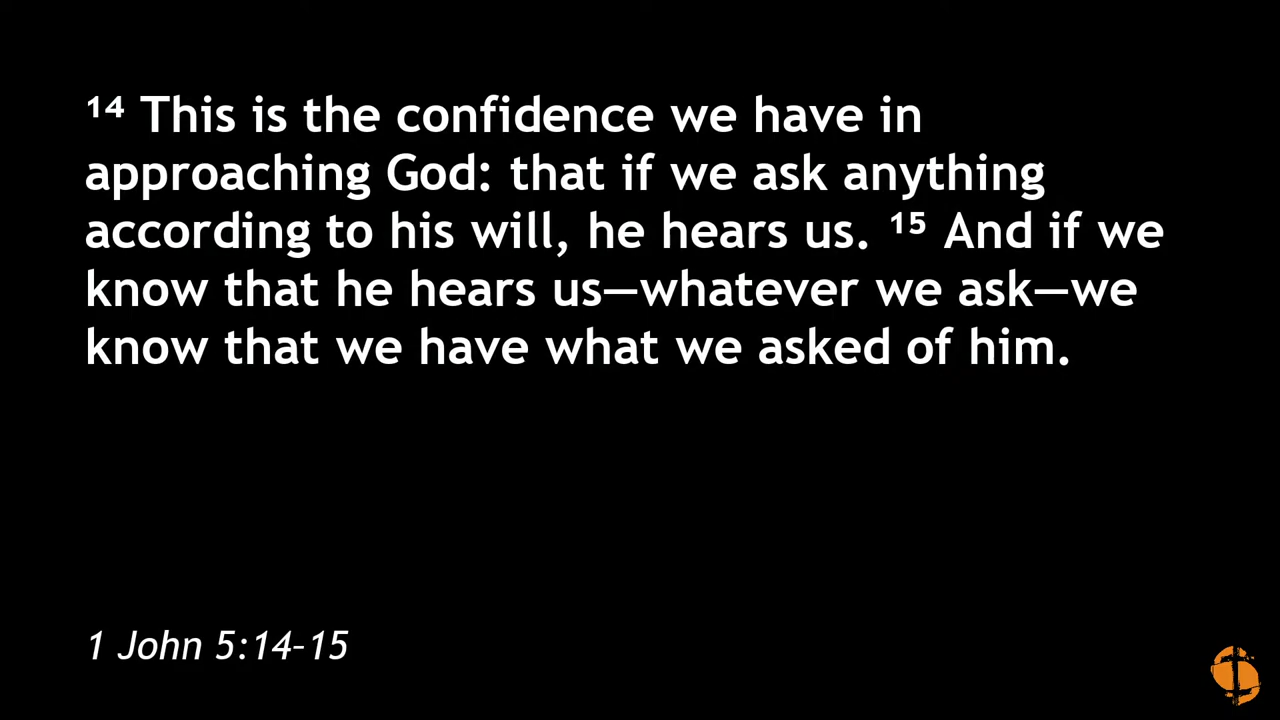 ¹⁴ This is the confidence we have in
approaching God: that if we ask anything
according to his will, he hears us. ¹⁵ And if we
know that he hears us—whatever we ask—we
know that we have what we asked of him.
1 John 5:14–15